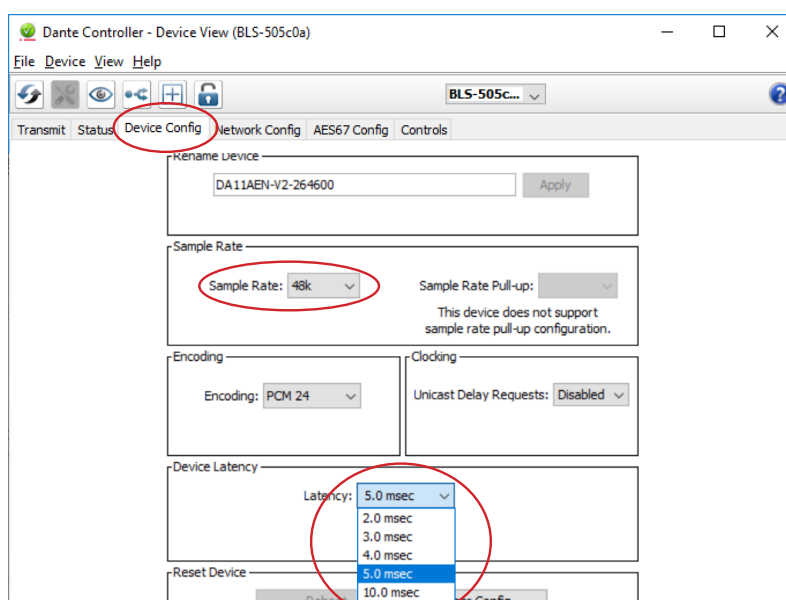 Dante Controller - Device View (BLS-505c0a)
File Device View Help
BLS-505c...
Transmit Status Device Config Network Config AES67 Config Controls
Rename Device
DA11AEN-V2-264600 Apply
Sample Rate
Sample Rate: 48k Sample Rate Pull-up:
This device does not support
sample rate pull-up configuration.
Encoding Clocking
Encoding: PCM 24 Unicast Delay Requests: Disabled
Device Latency
Latency: 5.0 msec
2.0 msec
3.0 msec
4.0 msec
Reset Device 5.0 msec
10.0 msec